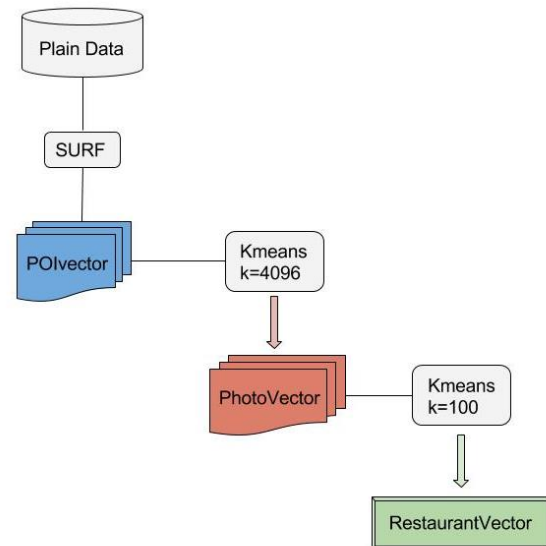 Plain Data
SURF
POIvector
Kmeans
k=4096
PhotoVector
Kmeans
k=100
RestaurantVector